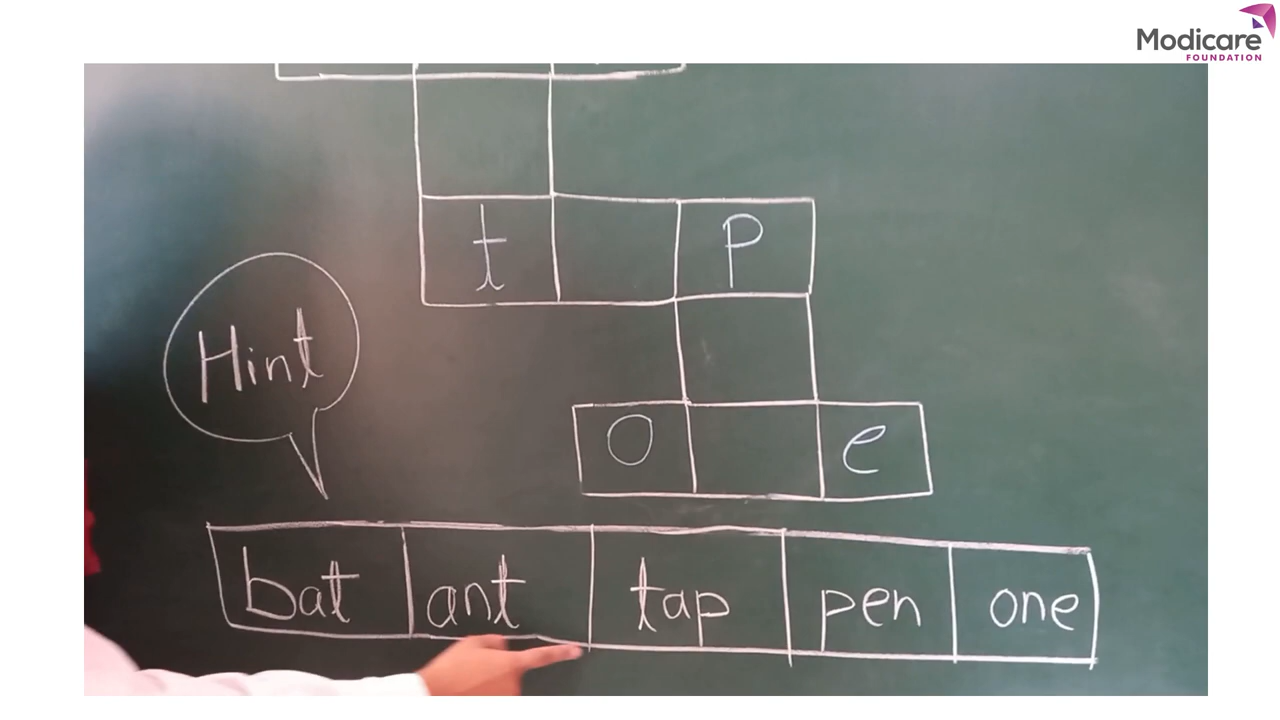 Modicare
FOUNDATION
t P
Hint
O e
bat ant tap pen one